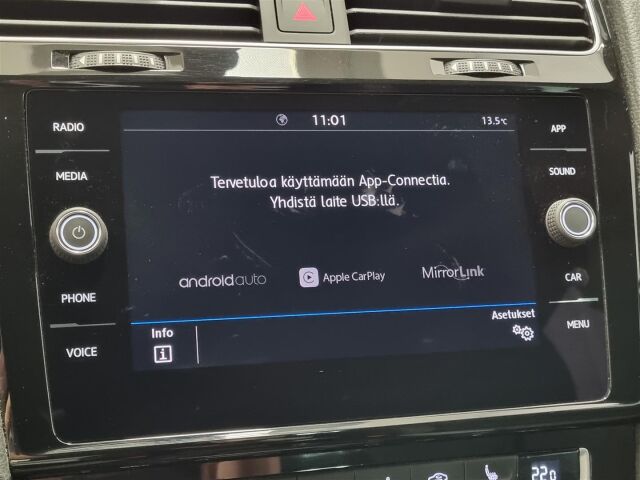 11:01
13.5°c
RADIO
APP
MEDIA
SOUND
Tervetuloa käyttämään App-Connectia.
Yhdistä laite USB:llä.
androidauto
Apple CarPlay
MirrorLink
PHONE
CAR
VOICE
MENU
Info
Asetukset
22.0